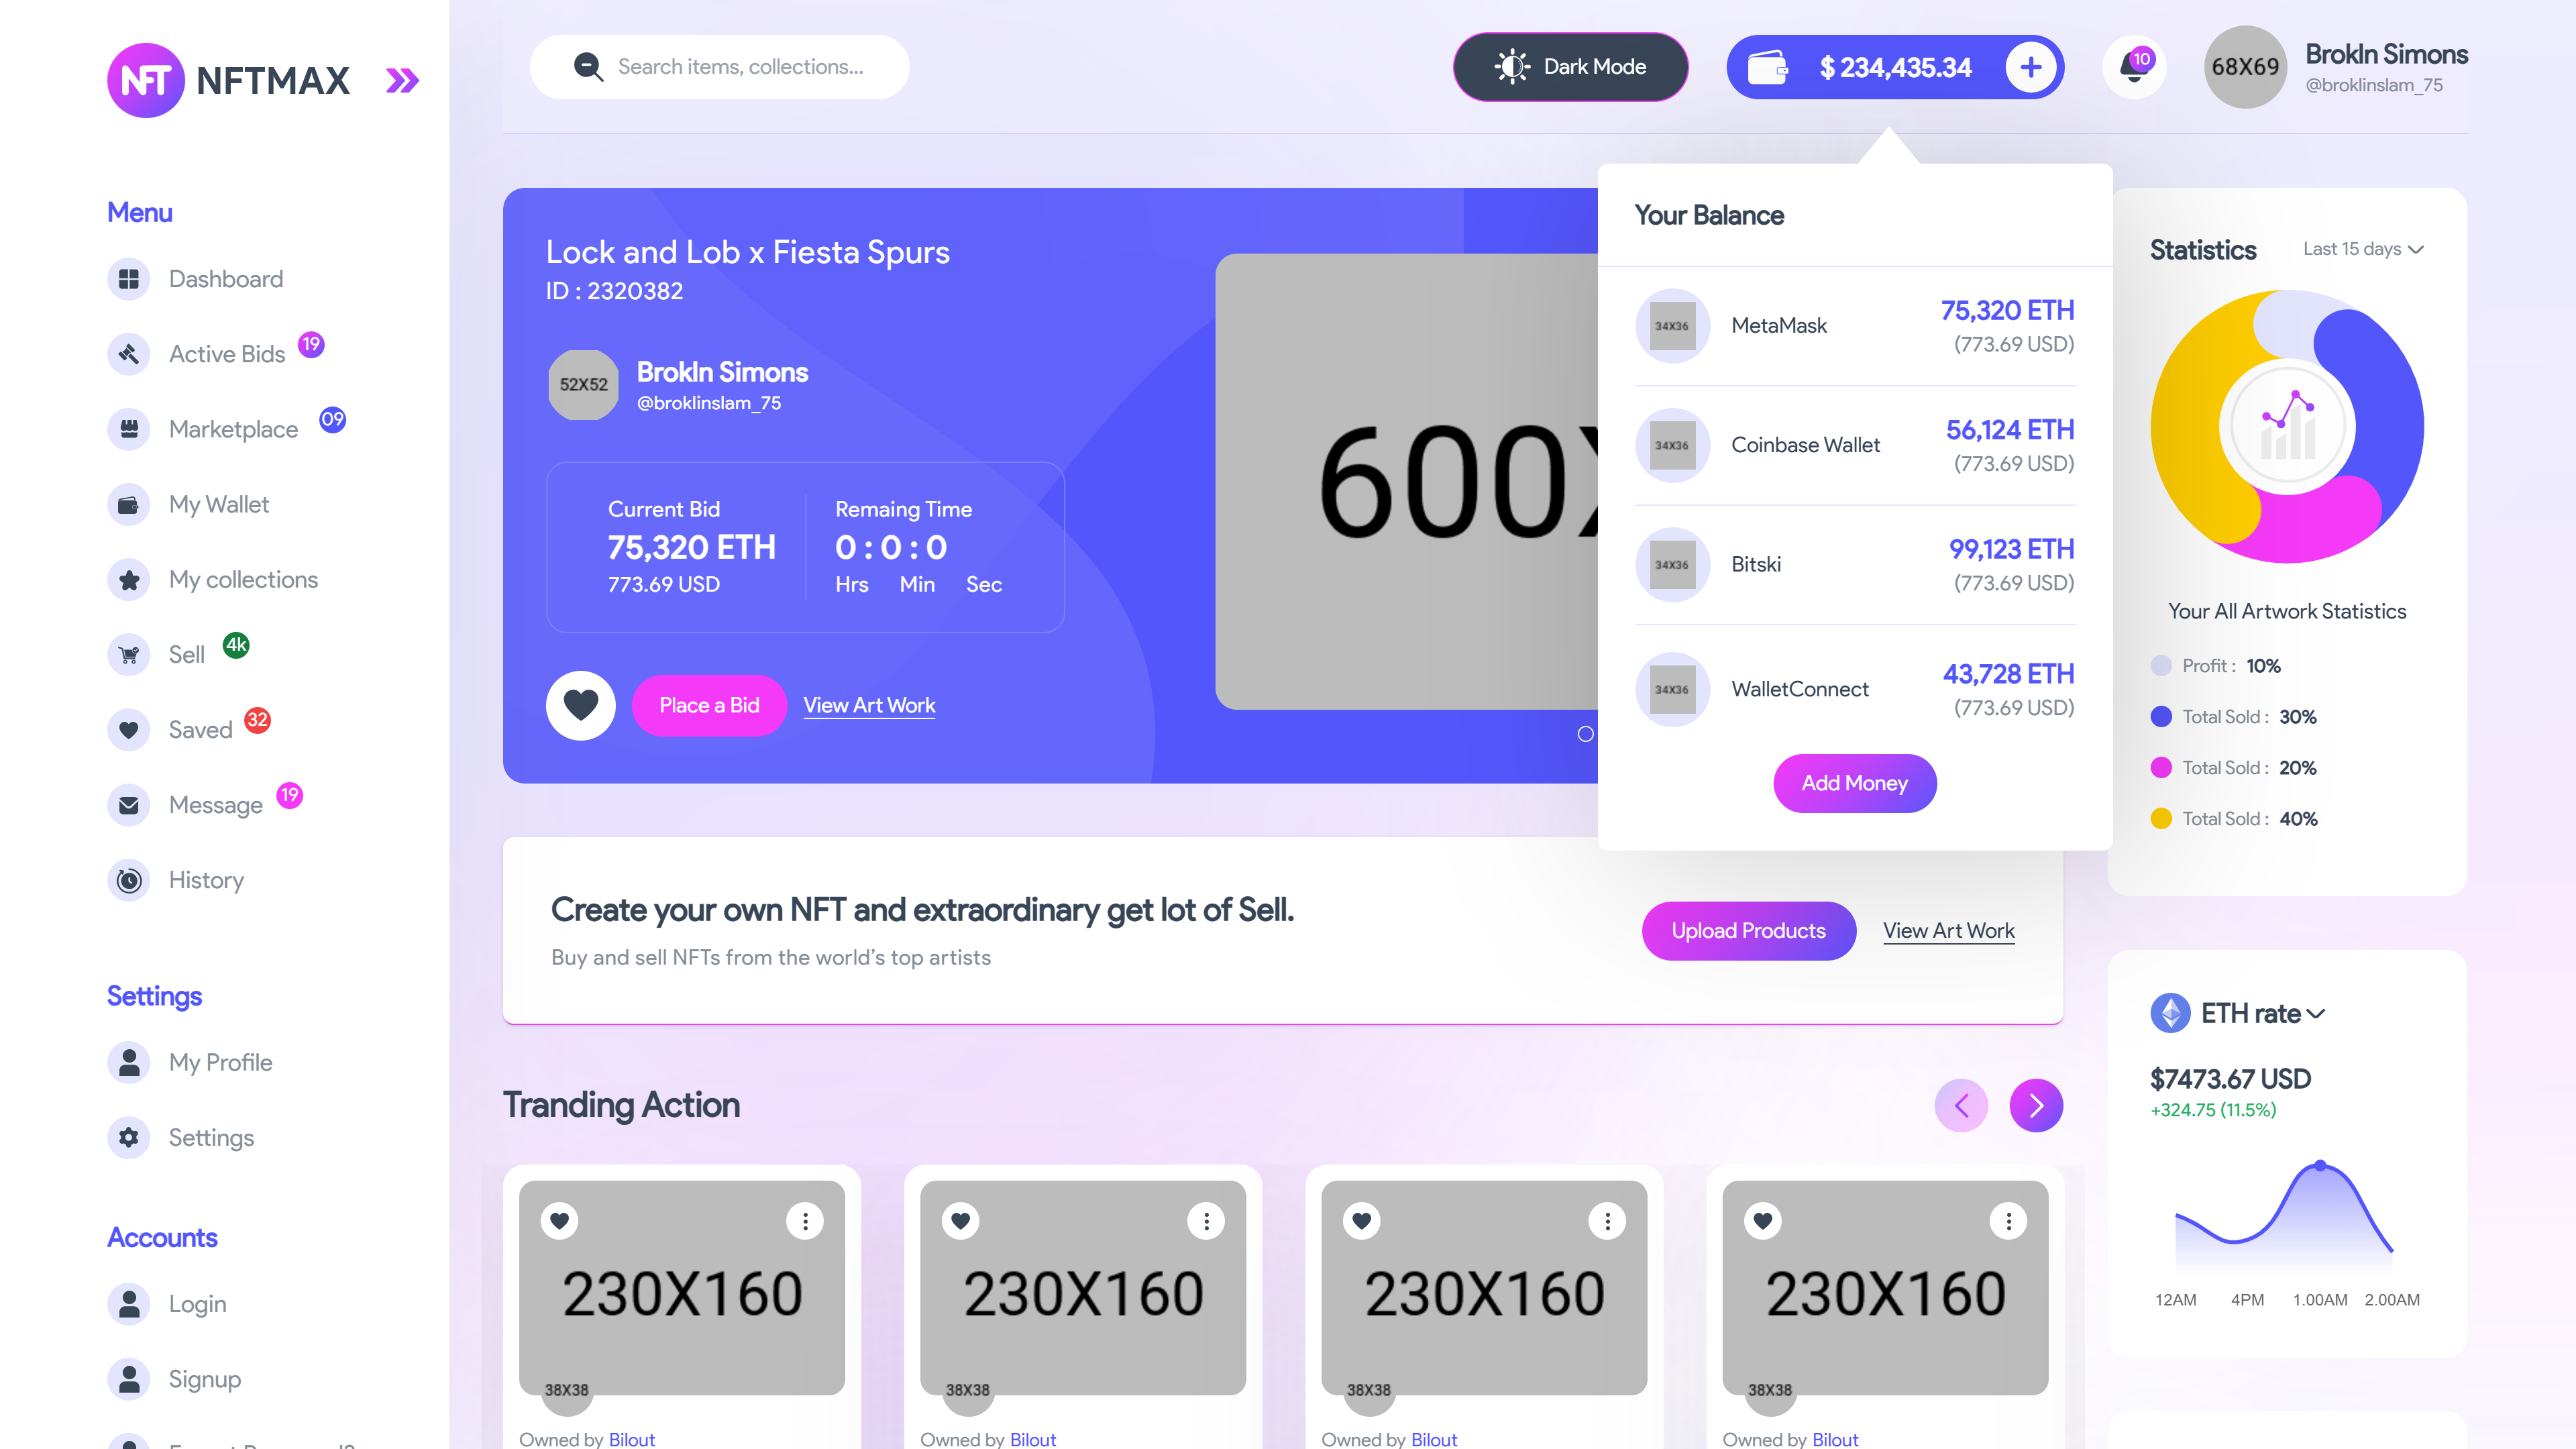 NFT NFTMAX
Search items, collections...
Dark Mode
$ 234,435.34
10
68X69
Brokln Simons
@broklinslam_75
Menu
Dashboard
Active Bids 19
Marketplace 09
My Wallet
My collections
Sell 4k
Saved 32
Message 19
History
Settings
My Profile
Settings
Accounts
Login
Signup
Lock and Lob x Fiesta Spurs
ID : 2320382
52X52
Brokln Simons
@broklinslam_75
Current Bid
75,320 ETH
773.69 USD
Remaing Time
0 : 0 : 0
Hrs Min Sec
Place a Bid
View Art Work
600X
Your Balance
34X36
MetaMask
75,320 ETH
(773.69 USD)
34X36
Coinbase Wallet
56,124 ETH
(773.69 USD)
34X36
Bitski
99,123 ETH
(773.69 USD)
34X36
WalletConnect
43,728 ETH
(773.69 USD)
Add Money
Statistics
Last 15 days
Your All Artwork Statistics
Profit : 10%
Total Sold : 30%
Total Sold : 20%
Total Sold : 40%
Create your own NFT and extraordinary get lot of Sell.
Buy and sell NFTs from the world’s top artists
Upload Products
View Art Work
ETH rate
$7473.67 USD
+324.75 (11.5%)
12AM 4PM 1.00AM 2.00AM
Tranding Action
230X160
38X38
Owned by Bilout
230X160
38X38
Owned by Bilout
230X160
38X38
Owned by Bilout
230X160
38X38
Owned by Bilout